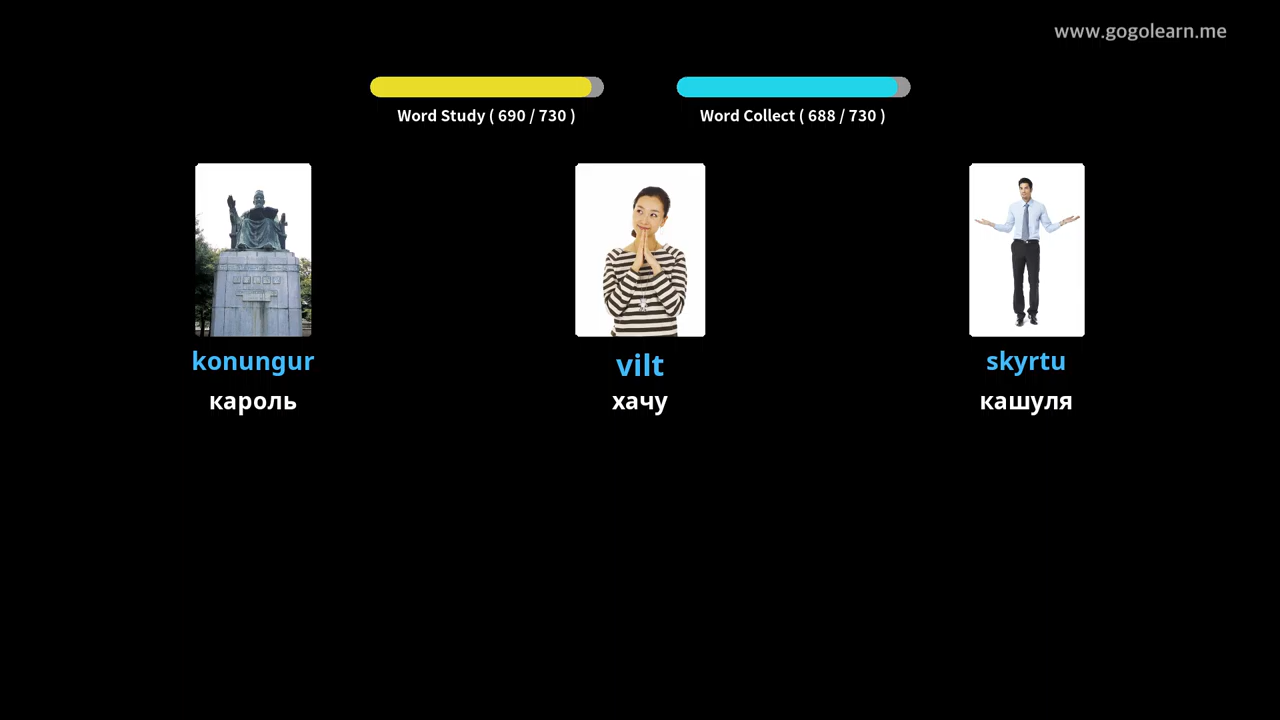 www.gogolearn.me
Word Study ( 690 / 730 )
Word Collect ( 688 / 730 )
konungur
vilt
skyrtu
кароль
хачу
кашуля